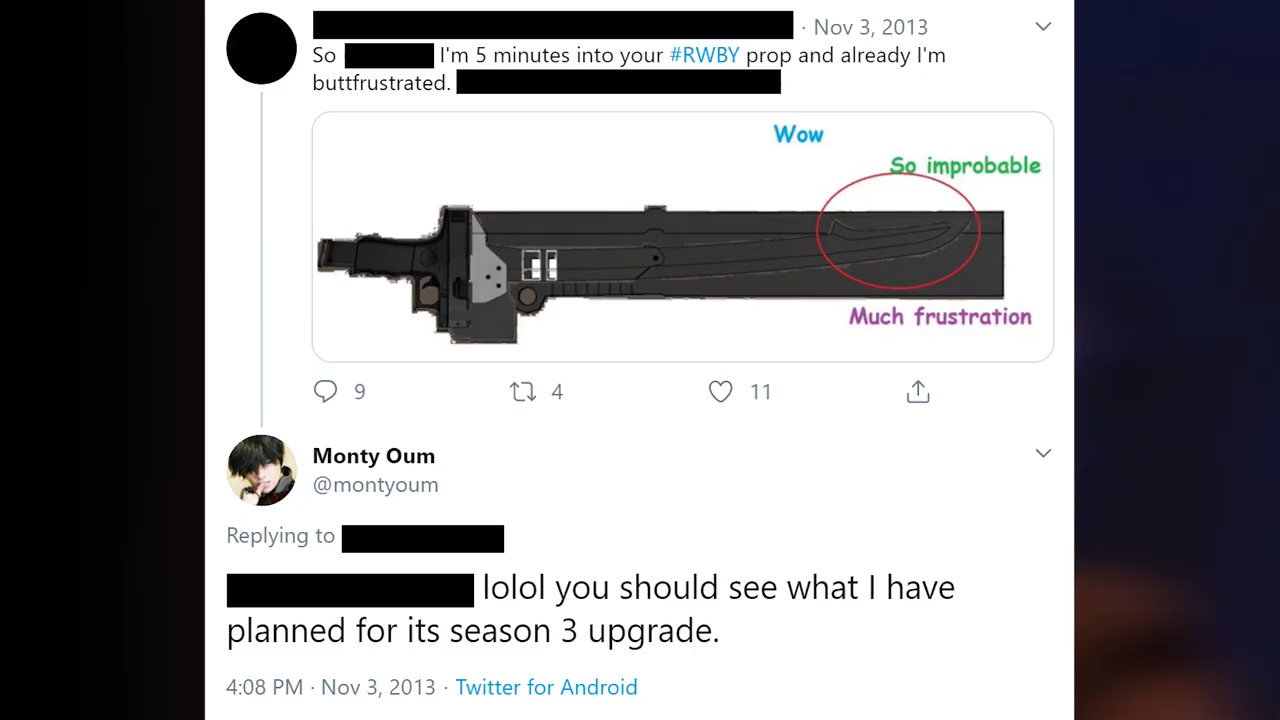 · Nov 3, 2013
So I'm 5 minutes into your #RWBY prop and already I'm
buttfrustrated.
Wow
So improbable
Much frustration
9 4 11
Monty Oum
@montyoum
Replying to
lolol you should see what I have
planned for its season 3 upgrade.
4:08 PM · Nov 3, 2013 · Twitter for Android